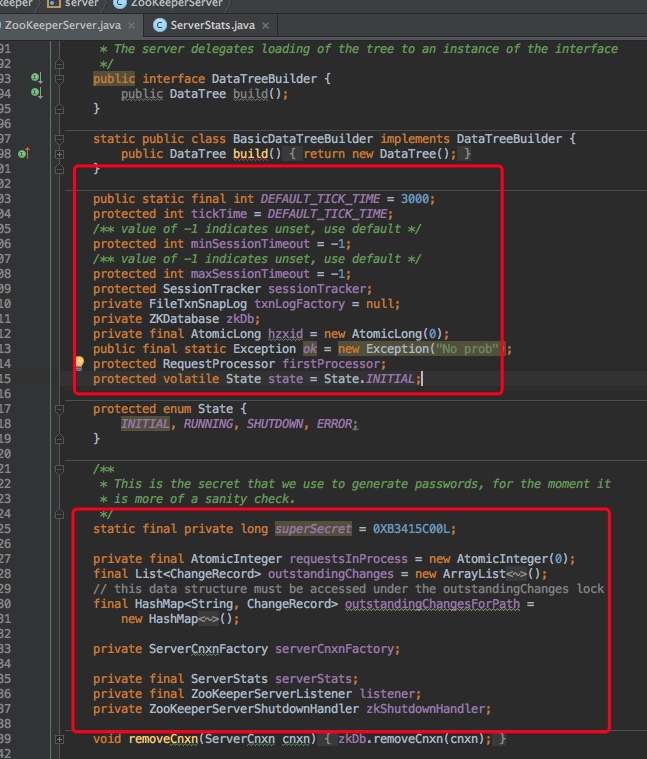 keeper server ZooKeeperServer
ZooKeeperServer.java × ServerStats.java ×
91 * The server delegates loading of the tree to an instance of the interface
92 */
93 public interface DataTreeBuilder {
94 public DataTree build();
95 }
96
97 static public class BasicDataTreeBuilder implements DataTreeBuilder {
98 public DataTree build() { return new DataTree(); }
01 }
02
03 public static final int DEFAULT_TICK_TIME = 3000;
04 protected int tickTime = DEFAULT_TICK_TIME;
05 /** value of -1 indicates unset, use default */
06 protected int minSessionTimeout = -1;
07 /** value of -1 indicates unset, use default */
08 protected int maxSessionTimeout = -1;
09 protected SessionTracker sessionTracker;
10 private FileTxnSnapLog txnLogFactory = null;
11 private ZKDatabase zkDb;
12 private final AtomicLong hzxid = new AtomicLong(0);
13 public final static Exception ok = new Exception("No prob");
14 protected RequestProcessor firstProcessor;
15 protected volatile State state = State.INITIAL;
16
17 protected enum State {
18 INITIAL, RUNNING, SHUTDOWN, ERROR;
19 }
20
21 /**
22 * This is the secret that we use to generate passwords, for the moment it
23 * is more of a sanity check.
24 */
25 static final private long superSecret = 0XB3415C00L;
26
27 private final AtomicInteger requestsInProcess = new AtomicInteger(0);
28 final List<ChangeRecord> outstandingChanges = new ArrayList<~>();
29 // this data structure must be accessed under the outstandingChanges lock
30 final HashMap<String, ChangeRecord> outstandingChangesForPath =
31 new HashMap<~>();
32
33 private ServerCnxnFactory serverCnxnFactory;
34
35 private final ServerStats serverStats;
36 private final ZooKeeperServerListener listener;
37 private ZooKeeperServerShutdownHandler zkShutdownHandler;
38
39 void removeCnxn(ServerCnxn cnxn) { zkDb.removeCnxn(cnxn); }
42